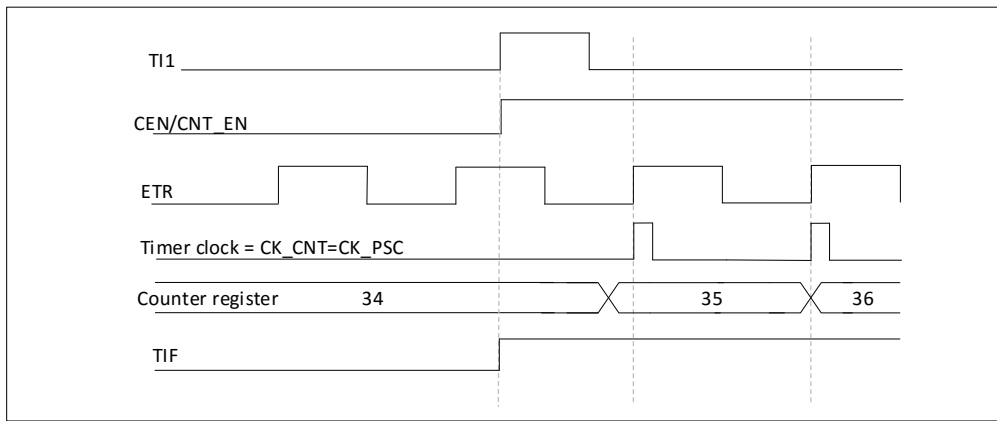 TI1
CEN/CNT_EN
ETR
Timer clock = CK_CNT=CK_PSC
Counter register 34 35 36
TIF